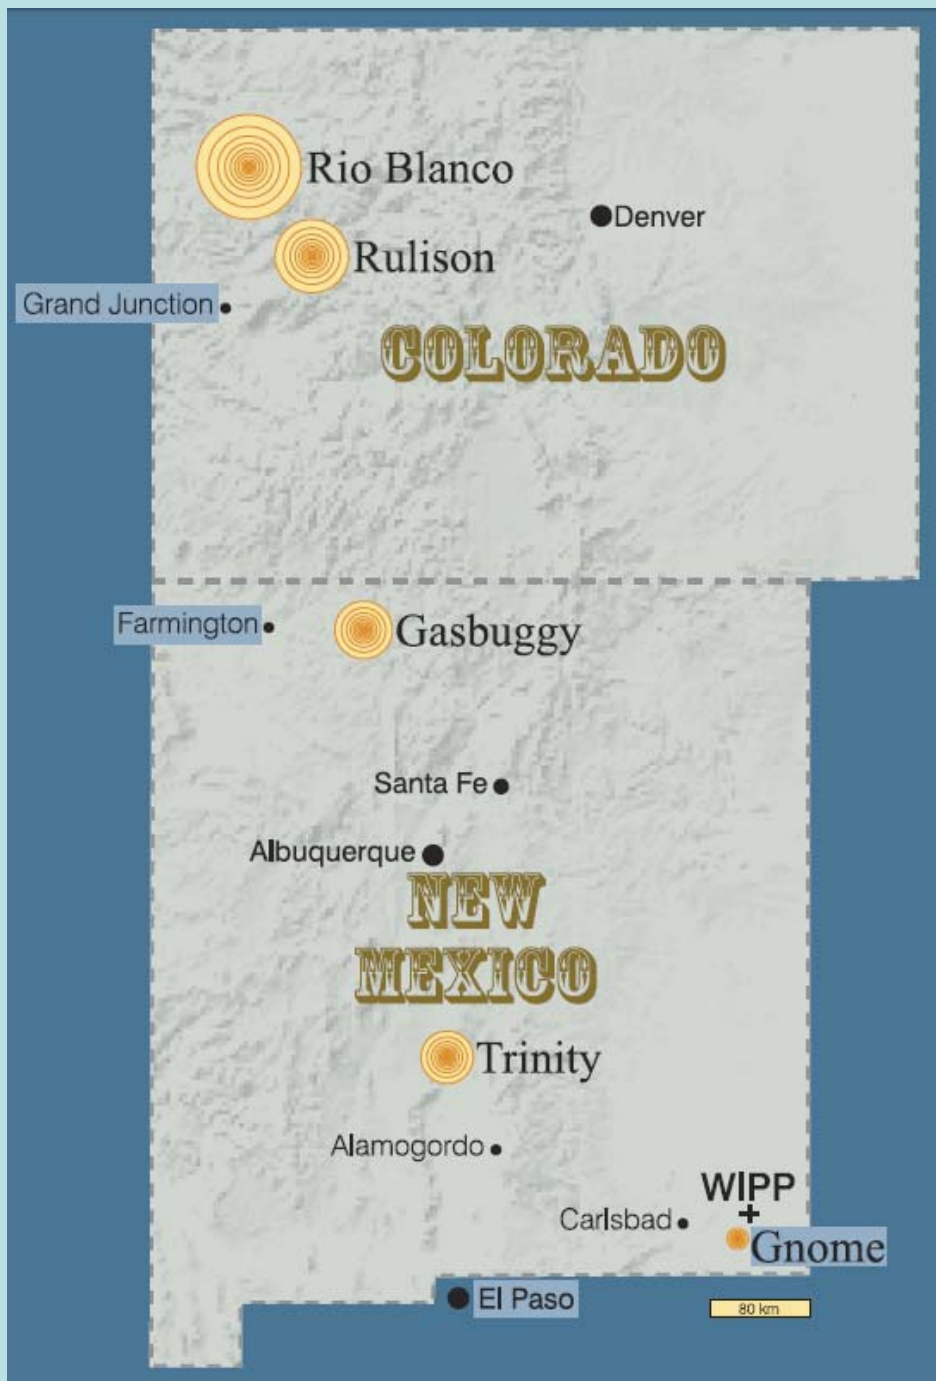 Rio Blanco
Denver
Rulison
Grand Junction
COLORADO
Farmington
Gasbuggy
Santa Fe
Albuquerque
NEW
MEXICO
Trinity
Alamogordo
WIPP
Carlsbad
Gnome
El Paso
80 km